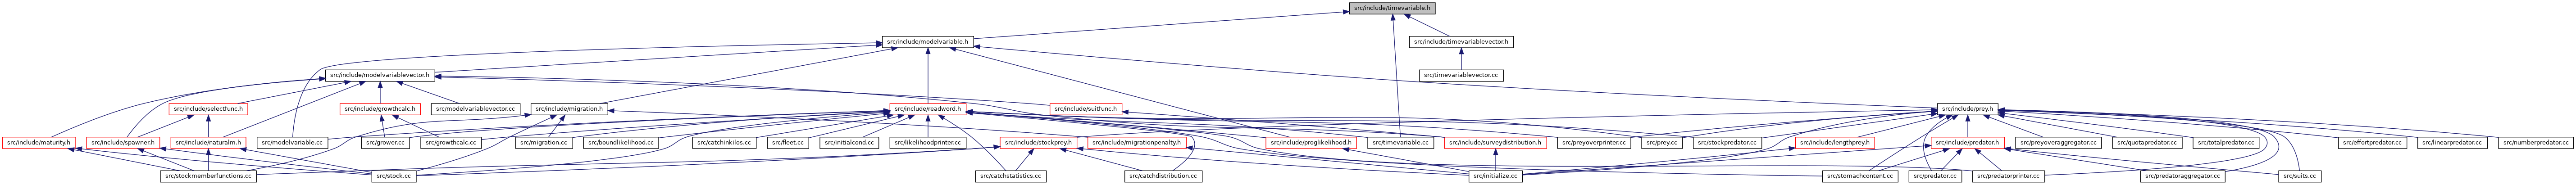 src/include/timevariable.h
src/include/modelvariable.h
src/include/timevariablevector.h
src/include/modelvariablevector.h
src/timevariablevector.cc
src/include/selectfunc.h
src/include/growthcalc.h
src/modelvariablevector.cc
src/include/migration.h
src/include/readword.h
src/include/suitfunc.h
src/include/prey.h
src/include/maturity.h
src/include/spawner.h
src/include/naturalm.h
src/modelvariable.cc
src/grower.cc
src/growthcalc.cc
src/migration.cc
src/boundlikelihood.cc
src/catchinkilos.cc
src/fleet.cc
src/initialcond.cc
src/likelihoodprinter.cc
src/include/stockprey.h
src/include/migrationpenalty.h
src/include/proglikelihood.h
src/timevariable.cc
src/include/surveydistribution.h
src/preyoverprinter.cc
src/prey.cc
src/stockpredator.cc
src/include/lengthprey.h
src/include/predator.h
src/preyoveraggregator.cc
src/quotapredator.cc
src/totalpredator.cc
src/effortpredator.cc
src/linearpredator.cc
src/numberpredator.cc
src/stockmemberfunctions.cc
src/stock.cc
src/catchstatistics.cc
src/catchdistribution.cc
src/initialize.cc
src/stomachcontent.cc
src/predator.cc
src/predatorprinter.cc
src/predatoraggregator.cc
src/suits.cc